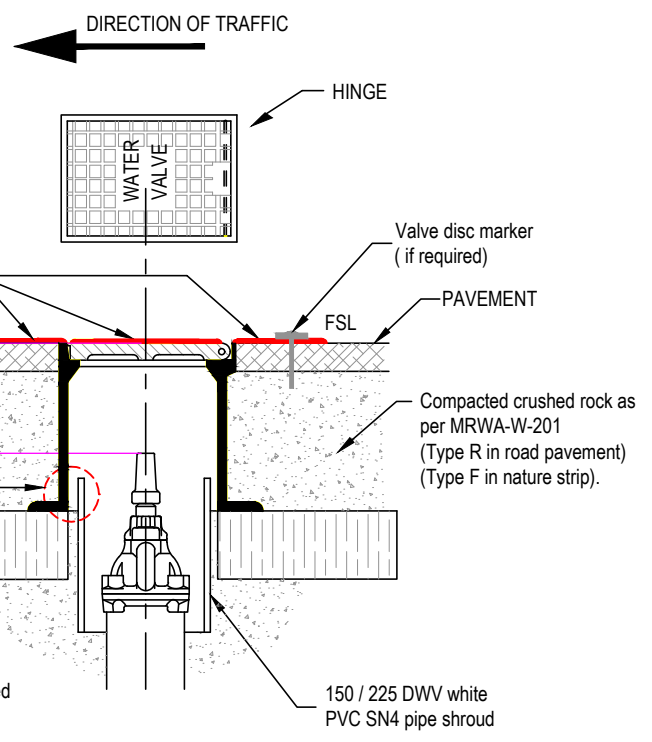 DIRECTION OF TRAFFIC
HINGE
WATER
VALVE
Valve disc marker
( if required)
PAVEMENT
FSL
Compacted crushed rock as
per MRWA-W-201
(Type R in road pavement)
(Type F in nature strip).
ed
150 / 225 DWV white
PVC SN4 pipe shroud